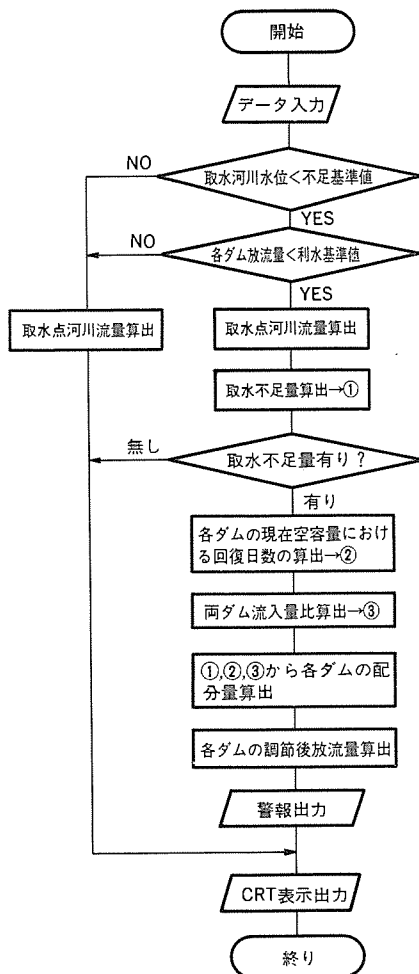 開始
データ入力
NO
取水河川水位<不足基準値
YES
NO
各ダム放流量<利水基準値
YES
取水点河川流量算出
取水点河川流量算出
取水不足量算出→①
無し
取水不足量有り?
有り
各ダムの現在空容量におけ
る回復日数の算出→②
両ダム流入量比算出→③
①,②,③から各ダムの配
分量算出
各ダムの調節後放流量算出
警報出力
CRT表示出力
終り